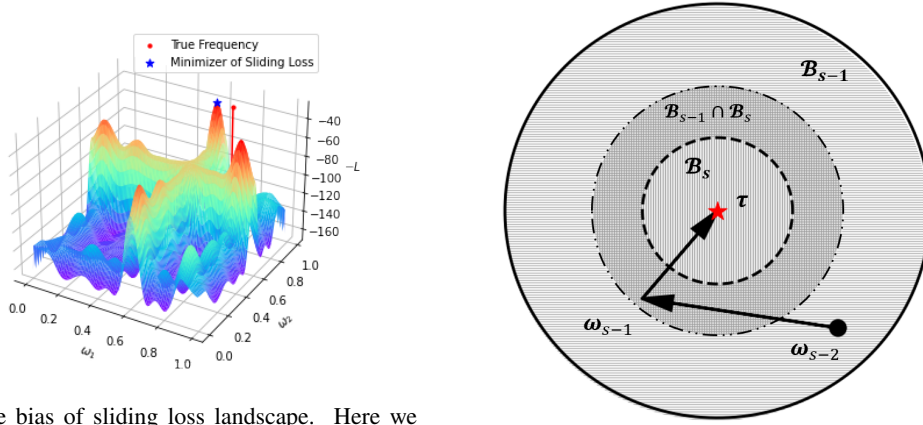 True Frequency
Minimizer of Sliding Loss
−40
−60
−80
−100
−120
−140
−160
−L
0.0
0.2
0.4
0.6
0.8
1.0
ω₁
0.0
0.2
0.4
0.6
0.8
1.0
ω₂
e bias of sliding loss landscape. Here we
𝓑ₛ₋₁
𝓑ₛ₋₁ ∩ 𝓑ₛ
𝓑ₛ
τ
ωₛ₋₁
ωₛ₋₂